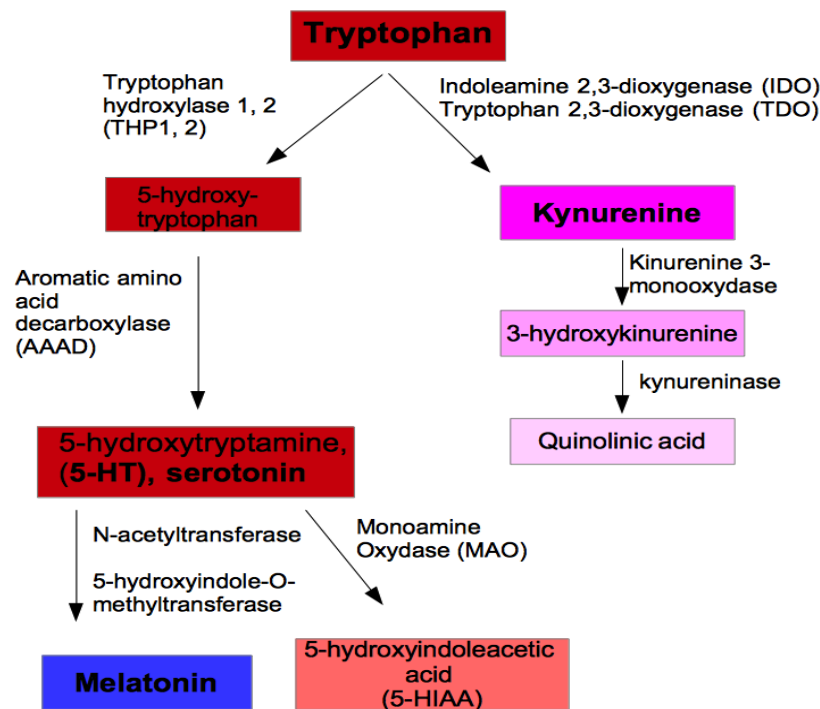 Tryptophan
Tryptophan
hydroxylase 1, 2
(THP1, 2)
Indoleamine 2,3-dioxygenase (IDO)
Tryptophan 2,3-dioxygenase (TDO)
5-hydroxy-
tryptophan
Kynurenine
Aromatic amino
acid
decarboxylase
(AAAD)
Kinurenine 3-
monooxydase
3-hydroxykinurenine
kynureninase
Quinolinic acid
5-hydroxytryptamine,
(5-HT), serotonin
N-acetyltransferase
5-hydroxyindole-O-
methyltransferase
Monoamine
Oxydase (MAO)
Melatonin
5-hydroxyindoleacetic
acid
(5-HIAA)